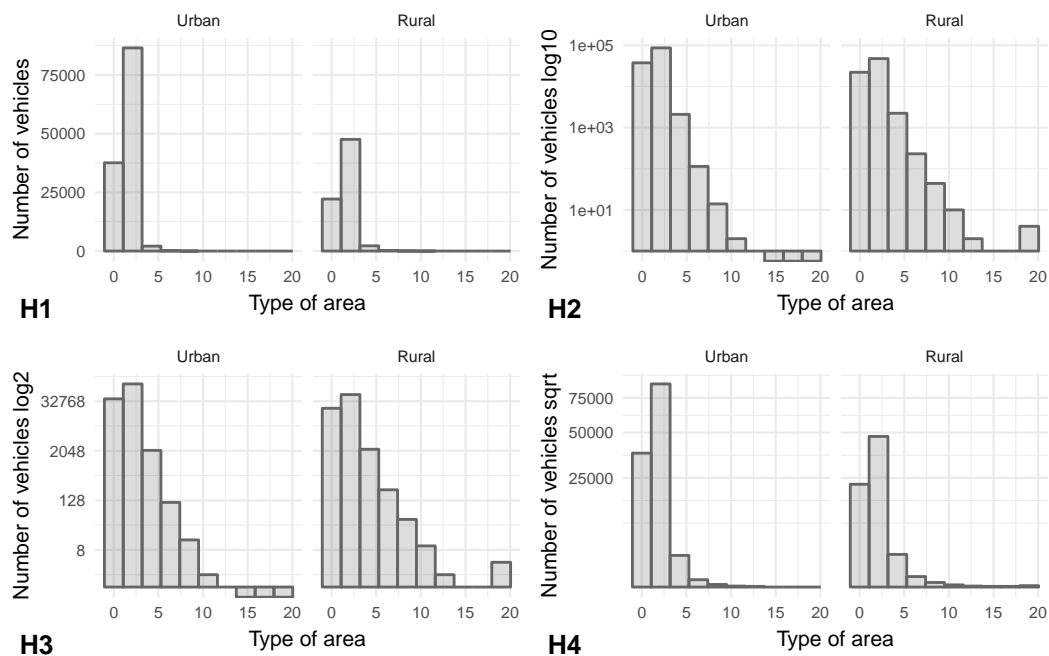 Urban Rural
Number of vehicles
75000
50000
25000
0
0 5 10 15 20 0 5 10 15 20
Type of area
H1
Urban Rural
Number of vehicles log10
1e+05
1e+03
1e+01
0 5 10 15 20 0 5 10 15 20
Type of area
H2
Urban Rural
Number of vehicles log2
32768
2048
128
8
0 5 10 15 20 0 5 10 15 20
Type of area
H3
Urban Rural
Number of vehicles sqrt
75000
50000
25000
0 5 10 15 20 0 5 10 15 20
Type of area
H4